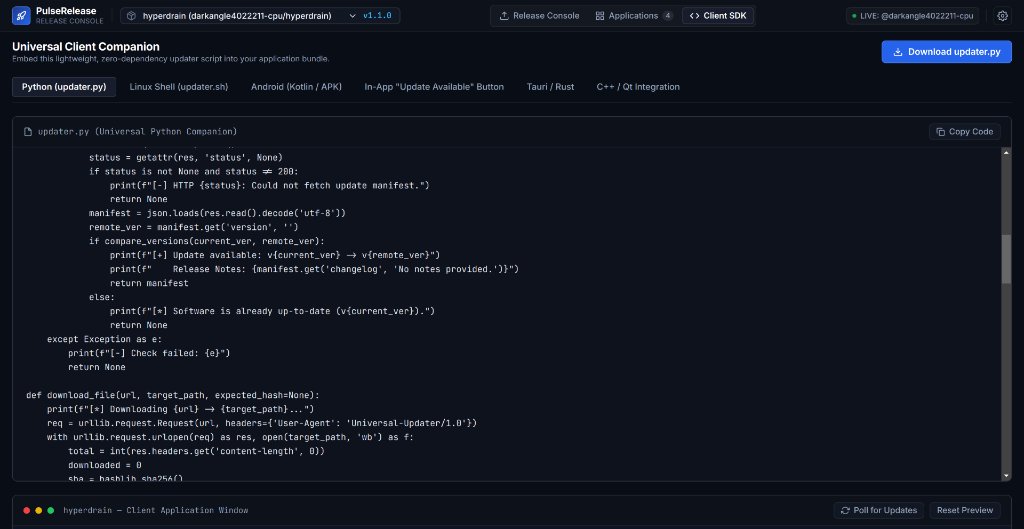 PulseRelease
RELEASE CONSOLE
hyperdrain (darkangle4022211-cpu/hyperdrain) v1.1.0
Release Console
Applications 4
Client SDK
LIVE: @darkangle4022211-cpu
Universal Client Companion
Embed this lightweight, zero-dependency updater script into your application bundle.
Download updater.py
Python (updater.py)
Linux Shell (updater.sh)
Android (Kotlin / APK)
In-App "Update Available" Button
Tauri / Rust
C++ / Qt Integration
updater.py (Universal Python Companion)
Copy Code
status = getattr(res, 'status', None)
if status is not None and status != 200:
print(f"[-] HTTP {status}: Could not fetch update manifest.")
return None
manifest = json.loads(res.read().decode('utf-8'))
remote_ver = manifest.get('version', '')
if compare_versions(current_ver, remote_ver):
print(f"[+] Update available: v{current_ver} -> v{remote_ver}")
print(f"    Release Notes: {manifest.get('changelog', 'No notes provided.')}")
return manifest
else:
print(f"[*] Software is already up-to-date (v{current_ver}).")
return None
except Exception as e:
print(f"[-] Check failed: {e}")
return None
def download_file(url, target_path, expected_hash=None):
print(f"[*] Downloading {url} -> {target_path}...")
req = urllib.request.Request(url, headers={'User-Agent': 'Universal-Updater/1.0'})
with urllib.request.urlopen(req) as res, open(target_path, 'wb') as f:
total = int(res.headers.get('content-length', 0))
downloaded = 0
sha = hashlib.sha256()
hyperdrain — Client Application Window
Poll for Updates
Reset Preview